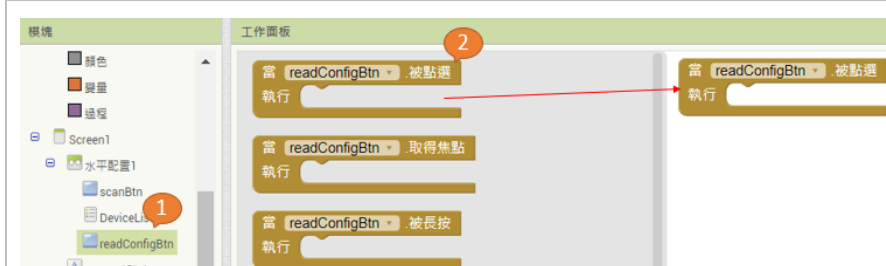 模塊
工作面板
顏色
變量
過程
Screen1
水平配置1
scanBtn
1
DeviceLis
readConfigBtn
2
當 readConfigBtn .被點選
執行
當 readConfigBtn .取得焦點
執行
當 readConfigBtn .被長按
執行
當 readConfigBtn .被點選
執行